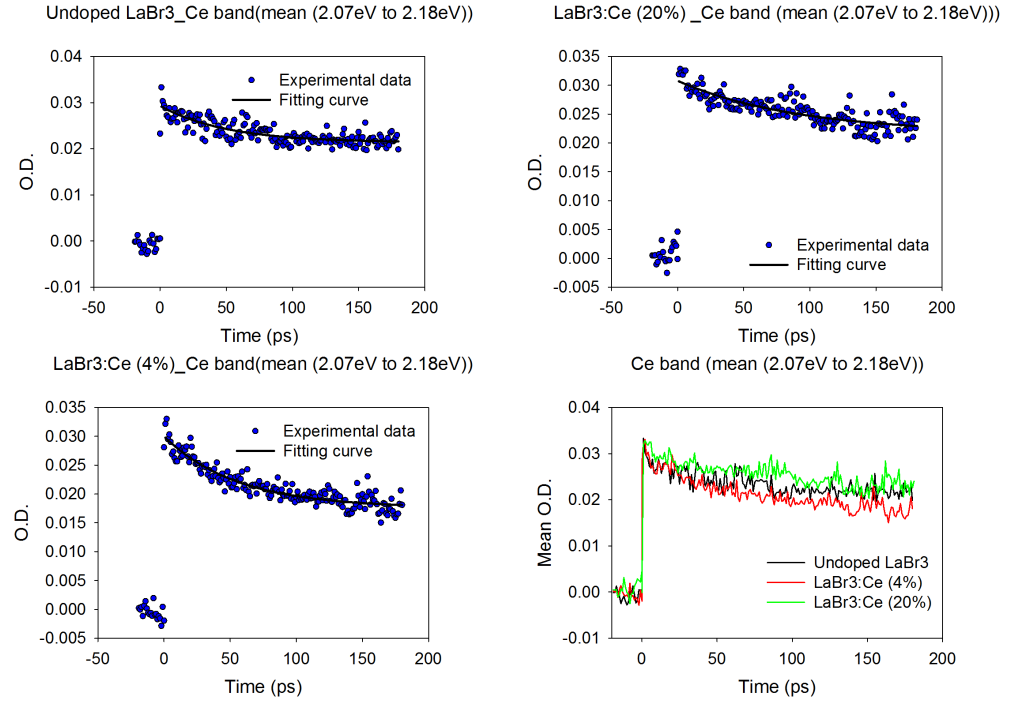 Undoped LaBr3_Ce band(mean (2.07eV to 2.18eV))
0.04
0.03
0.02
0.01
0.00
-0.01
O.D.
Experimental data
Fitting curve
-50 0 50 100 150 200
Time (ps)
LaBr3:Ce (20%) _Ce band (mean (2.07eV to 2.18eV)))
0.035
0.030
0.025
0.020
0.015
0.010
0.005
0.000
-0.005
O.D.
Experimental data
Fitting curve
-50 0 50 100 150 200
Time (ps)
LaBr3:Ce (4%)_Ce band(mean (2.07eV to 2.18eV))
0.035
0.030
0.025
0.020
0.015
0.010
0.005
0.000
-0.005
O.D.
Experimental data
Fitting curve
-50 0 50 100 150 200
Time (ps)
Ce band (mean (2.07eV to 2.18eV))
0.04
0.03
0.02
0.01
0.00
-0.01
Mean O.D.
Undoped LaBr3
LaBr3:Ce (4%)
LaBr3:Ce (20%)
0 50 100 150 200
Time (ps)